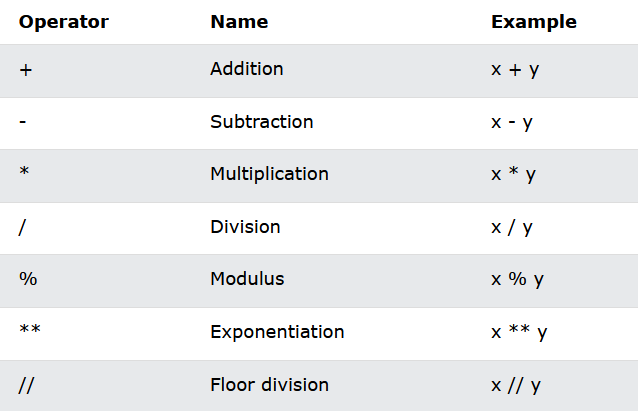 Operator Name Example
+ Addition x + y
- Subtraction x - y
* Multiplication x * y
/ Division x / y
% Modulus x % y
** Exponentiation x ** y
// Floor division x // y